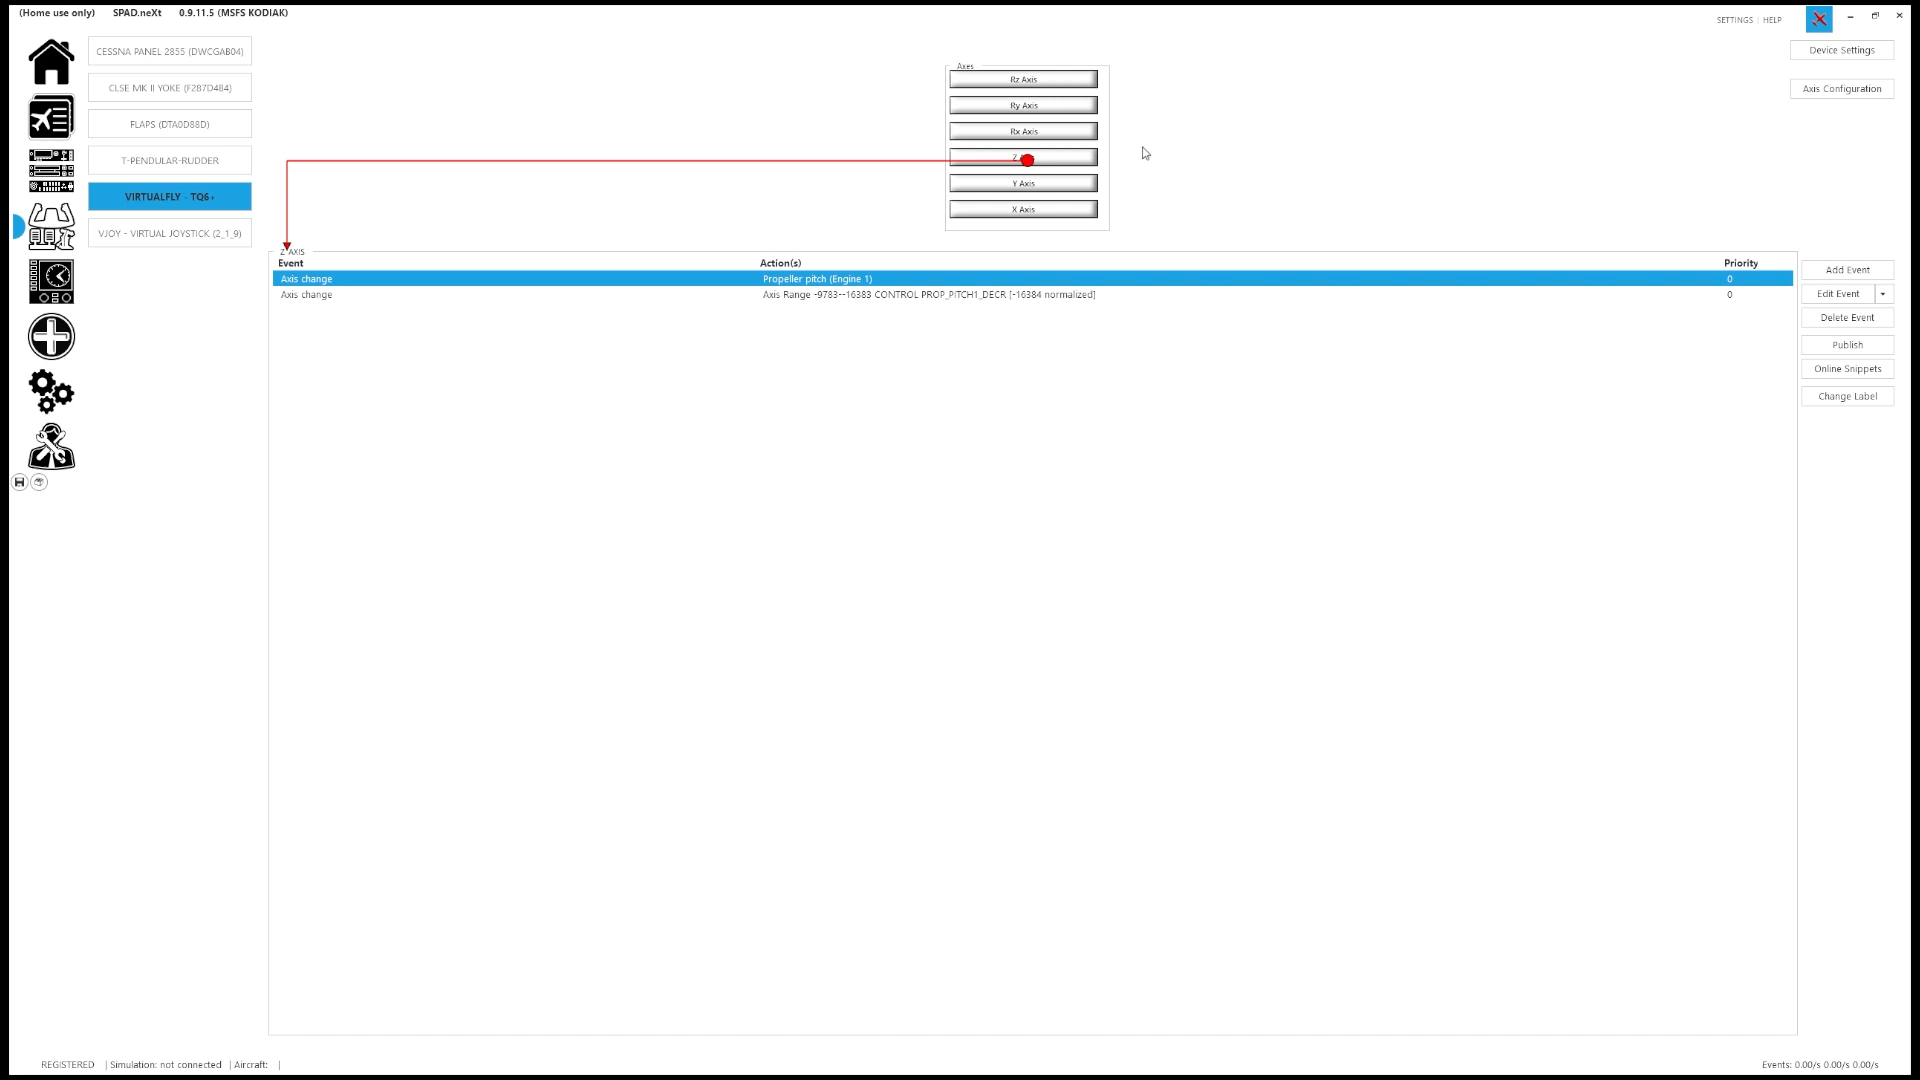 (Home use only) SPAD.neXt 0.9.11.5 (MSFS KODIAK)
SETTINGS | HELP
CESSNA PANEL 2855 (DWCGAB04)
CLSE MK II YOKE (F287D4B4)
FLAPS (DTA0D88D)
T-PENDULAR-RUDDER
VIRTUALFLY - TQ6+
VJOY - VIRTUAL JOYSTICK (2_1_9)
Axes
Rz Axis
Ry Axis
Rx Axis
Z
Y Axis
X Axis
Device Settings
Axis Configuration
Z AXIS
Event Action(s) Priority
Axis change Propeller pitch (Engine 1) 0
Axis change Axis Range -9783--16383 CONTROL PROP_PITCH1_DECR [-16384 normalized] 0
Add Event
Edit Event
Delete Event
Publish
Online Snippets
Change Label
REGISTERED | Simulation: not connected | Aircraft: |
Events: 0.00/s 0.00/s 0.00/s